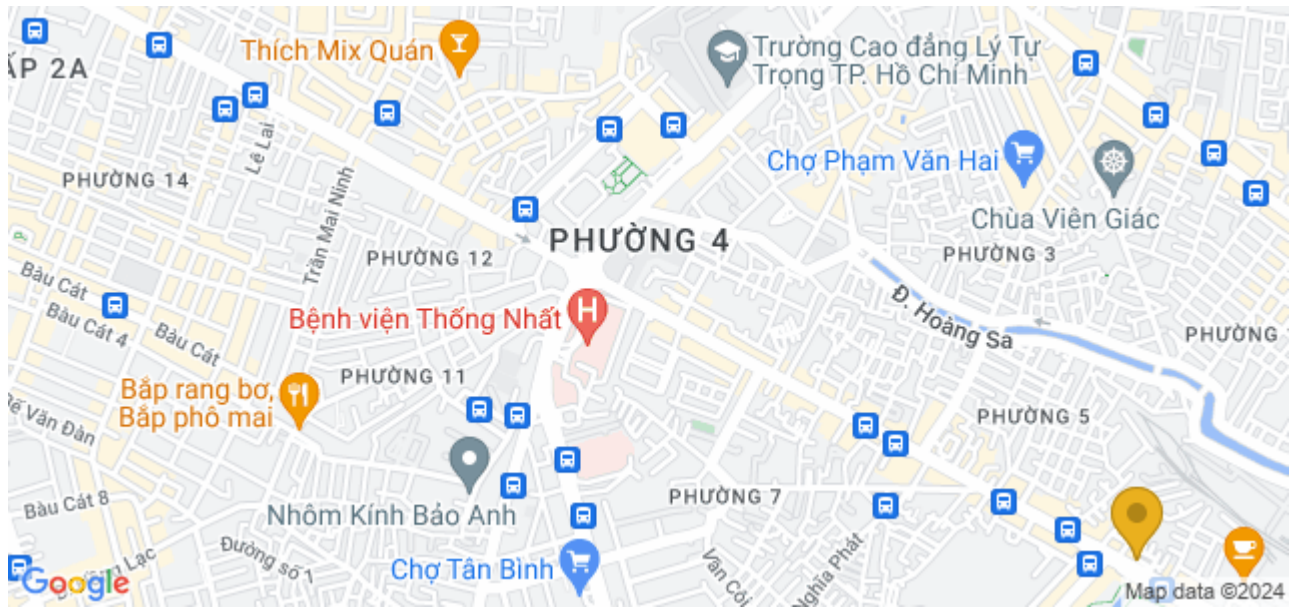 Thích Mix Quán
Trường Cao đẳng Lý Tự
Trọng TP. Hồ Chí Minh
ẤP 2A
Lê Lai
Chợ Phạm Văn Hai
PHƯỜNG 14
Trần Mai Ninh
Chùa Viên Giác
PHƯỜNG 4
PHƯỜNG 12
PHƯỜNG 3
Bàu Cát
Bàu Cát 4
Bàu Cát
Bệnh viện Thống Nhất
H
Đ. Hoàng Sa
PHƯỜNG
PHƯỜNG 11
Bắp rang bơ,
Bắp phô mai
PHƯỜNG 5
ế Văn Đàn
Bàu Cát 8
Nhôm Kính Bảo Anh
PHƯỜNG 7
Đường số 1
Lạc
Chợ Tân Bình
Văn Cội
Nghĩa Phát
Google
Map data ©2024